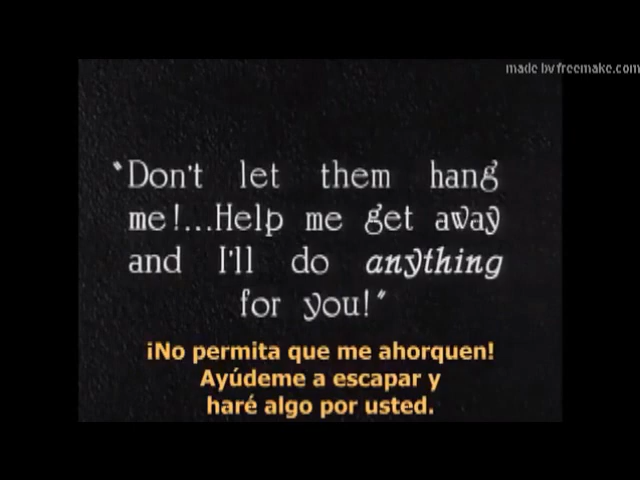 made by freemake.com
"Don't let them hang
me!...Help me get away
and I'll do anything
for you!"
¡No permita que me ahorquen!
Ayúdeme a escapar y
haré algo por usted.